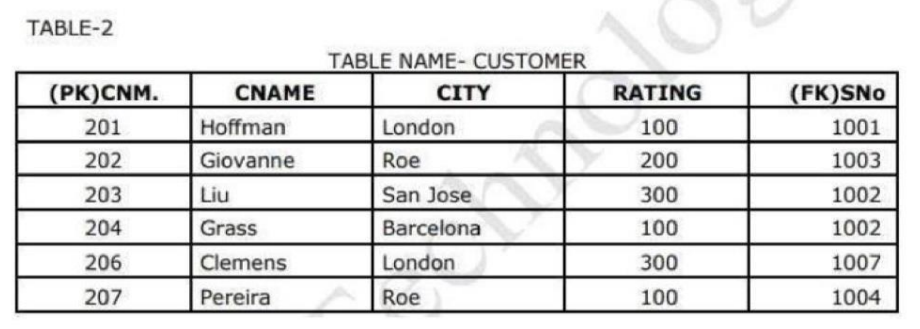 TABLE-2
TABLE NAME- CUSTOMER
(PK)CNM. CNAME CITY RATING (FK)SNo
201 Hoffman London 100 1001
202 Giovanne Roe 200 1003
203 Liu San Jose 300 1002
204 Grass Barcelona 100 1002
206 Clemens London 300 1007
207 Pereira Roe 100 1004